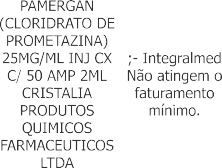 PAMERGAN
(CLORIDRATO DE
PROMETAZINA)
25MG/ML INJ CX
C/ 50 AMP 2ML
CRISTALIA
PRODUTOS
QUIMICOS
FARMACEUTICOS
LTDA
;- Integralmed
Não atingem o
faturamento
mínimo.